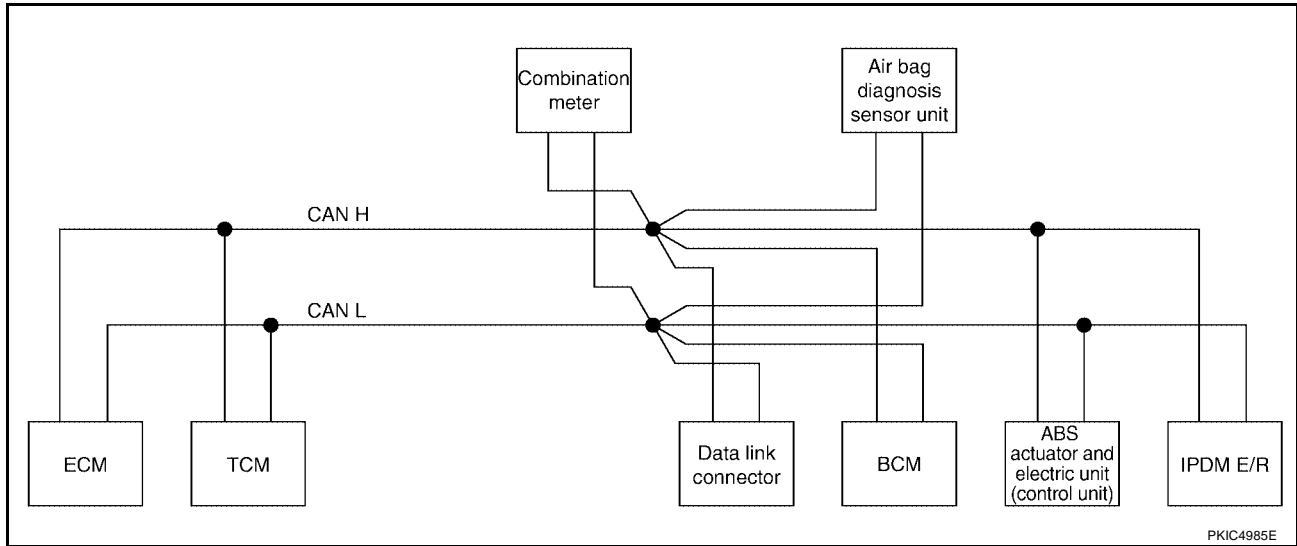 Combination
meter
Air bag
diagnosis
sensor unit
CAN H
CAN L
ECM
TCM
Data link
connector
BCM
ABS
actuator and
electric unit
(control unit)
IPDM E/R
PKIC4985E